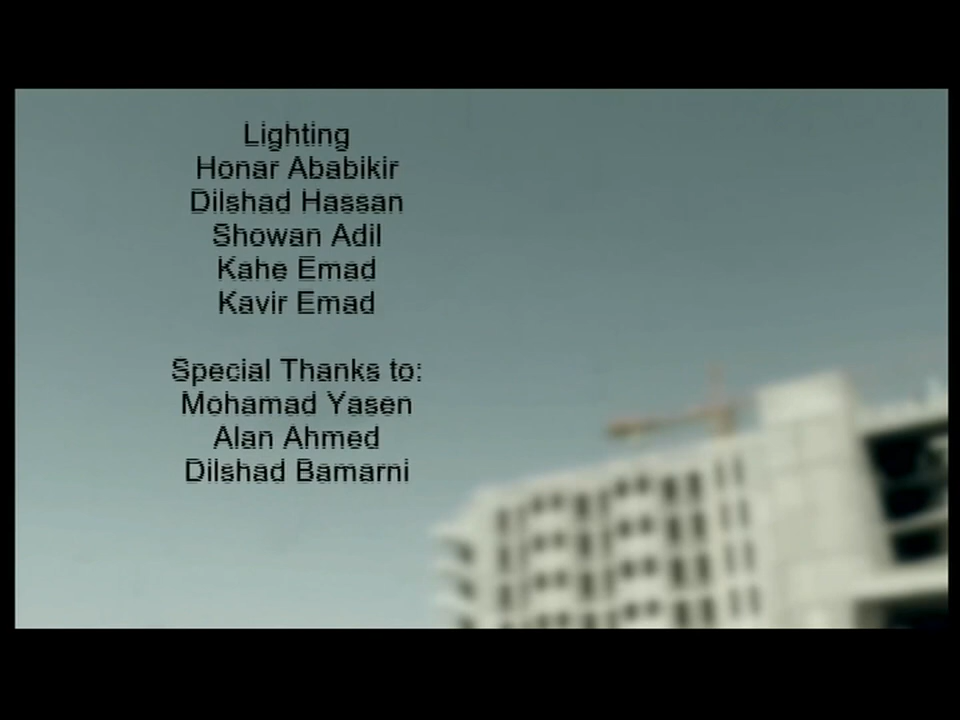 Lighting
Honar Ababikir
Dilshad Hassan
Showan Adil
Kahe Emad
Kavir Emad
Special Thanks to:
Mohamad Yasen
Alan Ahmed
Dilshad Bamarni